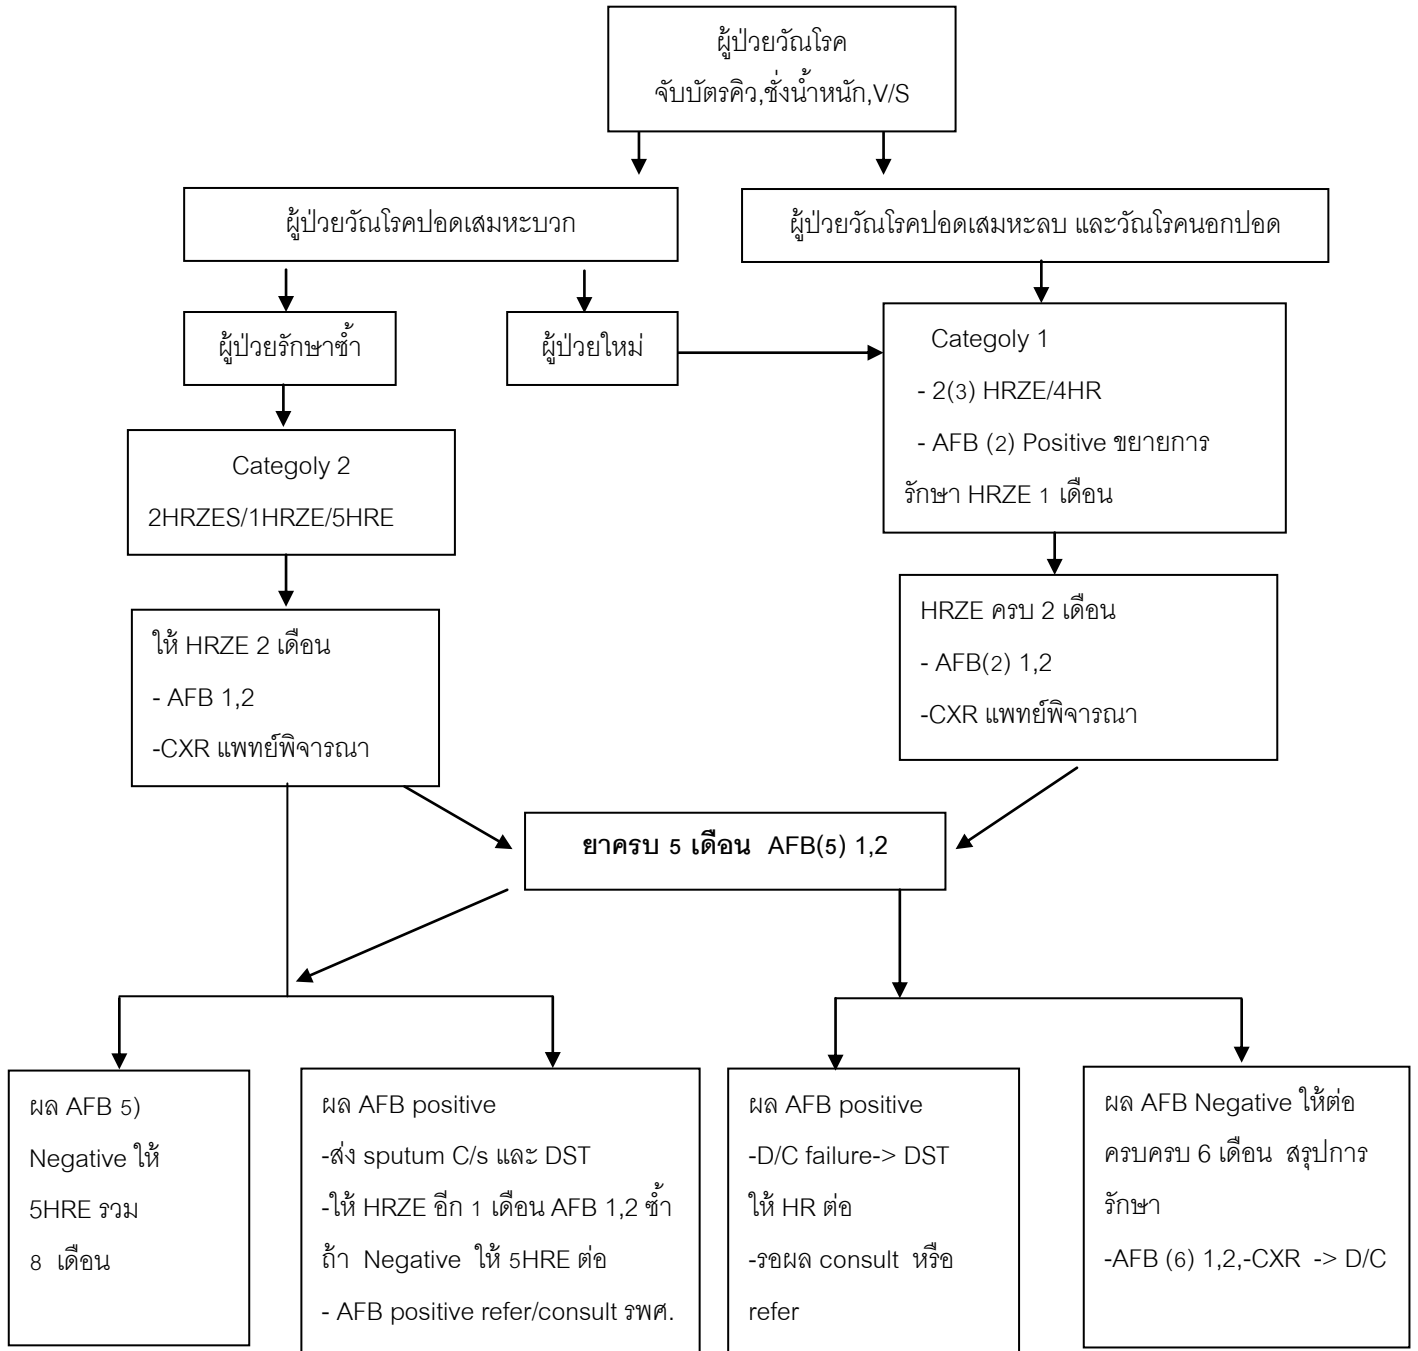 ผู้ป่วยวัณโรค
จับบัตรคิว,ชั่งน้ำหนัก,V/S
ผู้ป่วยวัณโรคปอดเสมหะบวก
ผู้ป่วยวัณโรคปอดเสมหะลบ และวัณโรคนอกปอด
ผู้ป่วยรักษาซ้ำ
ผู้ป่วยใหม่
Categoly 1
- 2(3) HRZE/4HR
- AFB (2) Positive ขยายการ
รักษา HRZE 1 เดือน
Categoly 2
2HRZES/1HRZE/5HRE
ให้ HRZE 2 เดือน
- AFB 1,2
-CXR แพทย์พิจารณา
HRZE ครบ 2 เดือน
- AFB(2) 1,2
-CXR แพทย์พิจารณา
ยาครบ 5 เดือน AFB(5) 1,2
ผล AFB 5)
Negative ให้
5HRE รวม
8 เดือน
ผล AFB positive
-ส่ง sputum C/s และ DST
-ให้ HRZE อีก 1 เดือน AFB 1,2 ซ้ำ
ถ้า Negative ให้ 5HRE ต่อ
- AFB positive refer/consult รพศ.
ผล AFB positive
-D/C failure-> DST
ให้ HR ต่อ
-รอผล consult หรือ
refer
ผล AFB Negative ให้ต่อ
ครบครบ 6 เดือน สรุปการ
รักษา
-AFB (6) 1,2,-CXR -> D/C